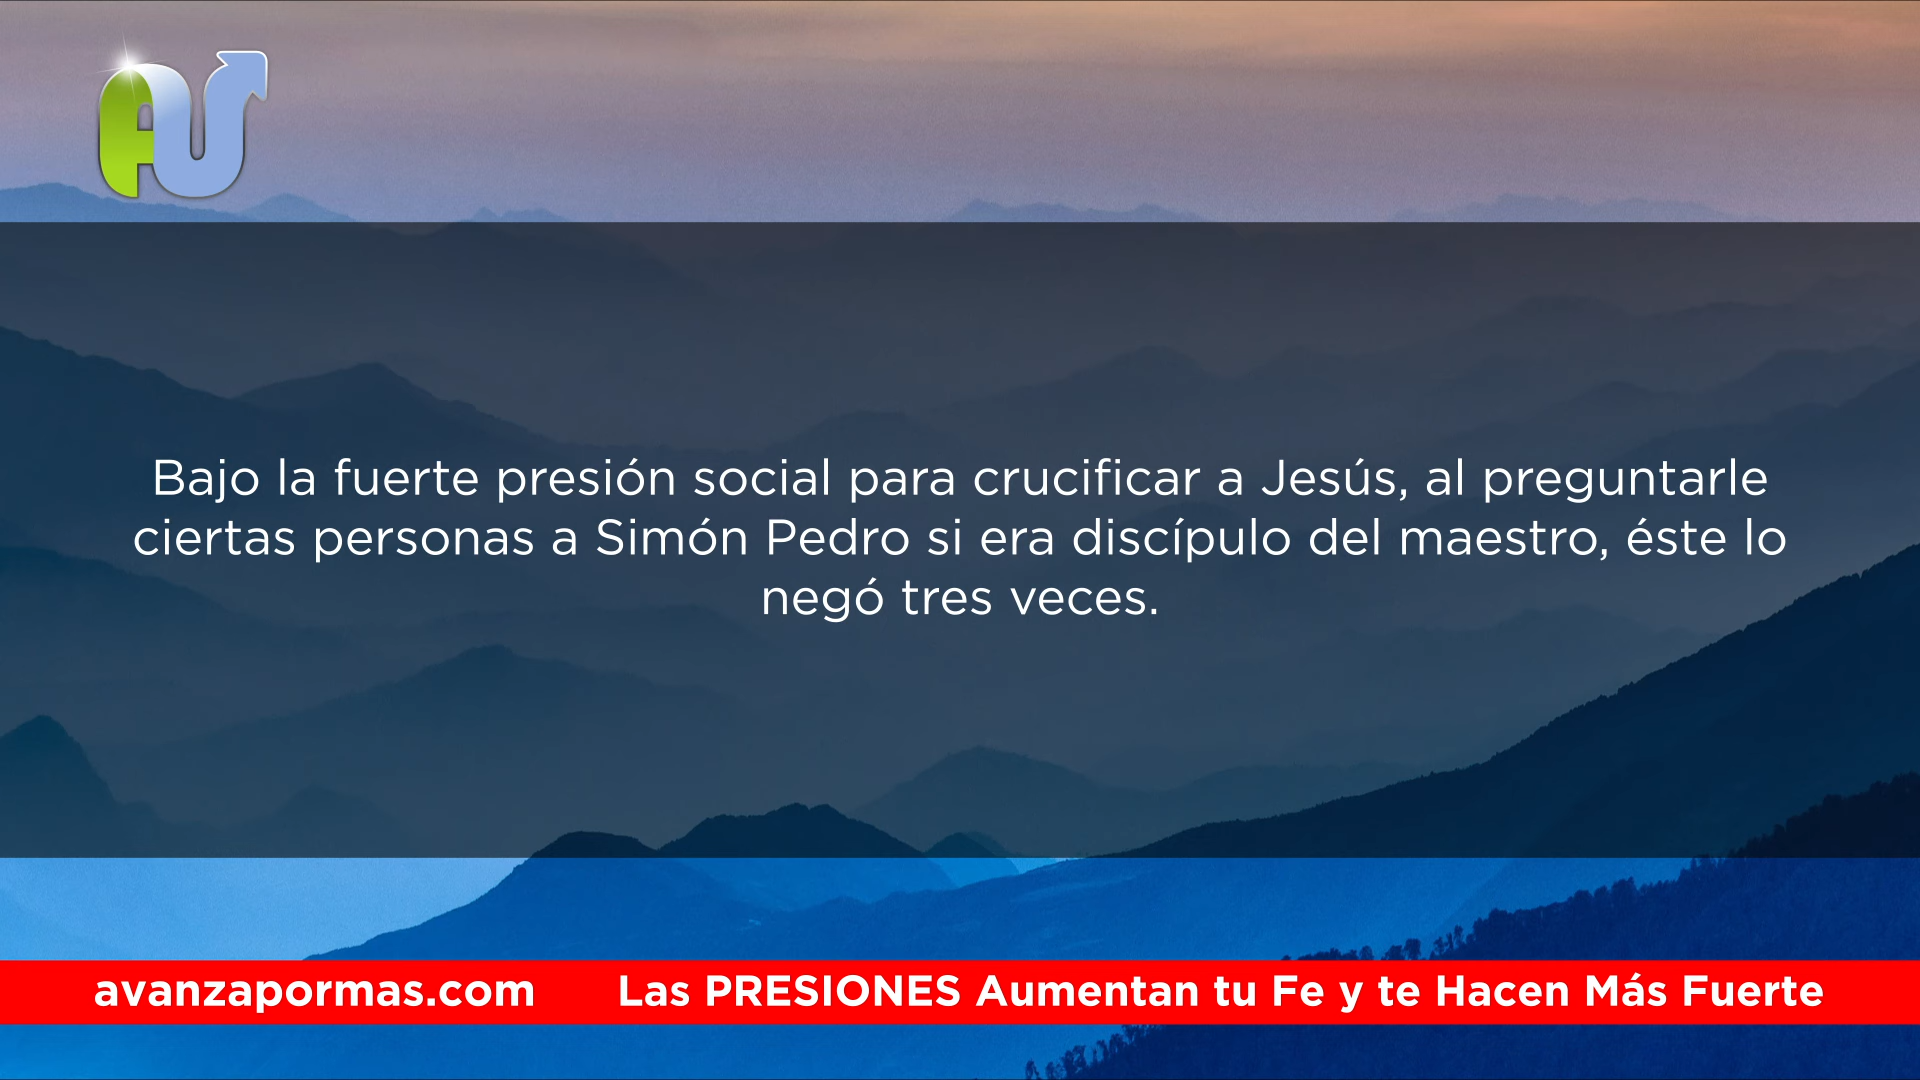 Bajo la fuerte presión social para crucificar a Jesús, al preguntarle
ciertas personas a Simón Pedro si era discípulo del maestro, éste lo
negó tres veces.
avanzapormas.com Las PRESIONES Aumentan tu Fe y te Hacen Más Fuerte